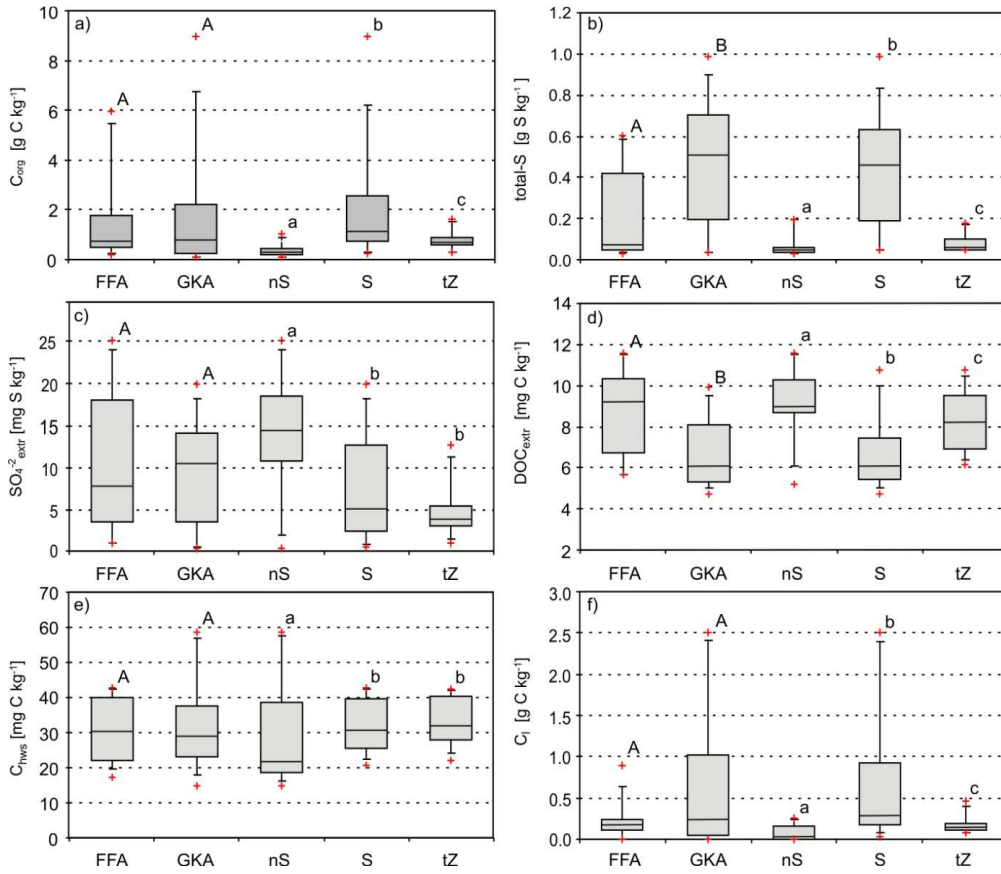 a)
C_org [g C kg⁻¹]
10
8
6
4
2
0
A
A
a
b
c
FFA GKA nS S tZ
b)
total-S [g S kg⁻¹]
1.2
1.0
0.8
0.6
0.4
0.2
0.0
A
B
a
b
c
FFA GKA nS S tZ
c)
SO₄⁻²_extr [mg S kg⁻¹]
25
20
15
10
5
0
A
A
a
b
b
FFA GKA nS S tZ
d)
DOC_extr [mg C kg⁻¹]
14
12
10
8
6
4
2
A
B
a
b
c
FFA GKA nS S tZ
e)
C_hws [mg C kg⁻¹]
70
60
50
40
30
20
10
0
A
A
a
b
b
FFA GKA nS S tZ
f)
C_l [g C kg⁻¹]
3.0
2.5
2.0
1.5
1.0
0.5
0.0
A
A
a
b
c
FFA GKA nS S tZ